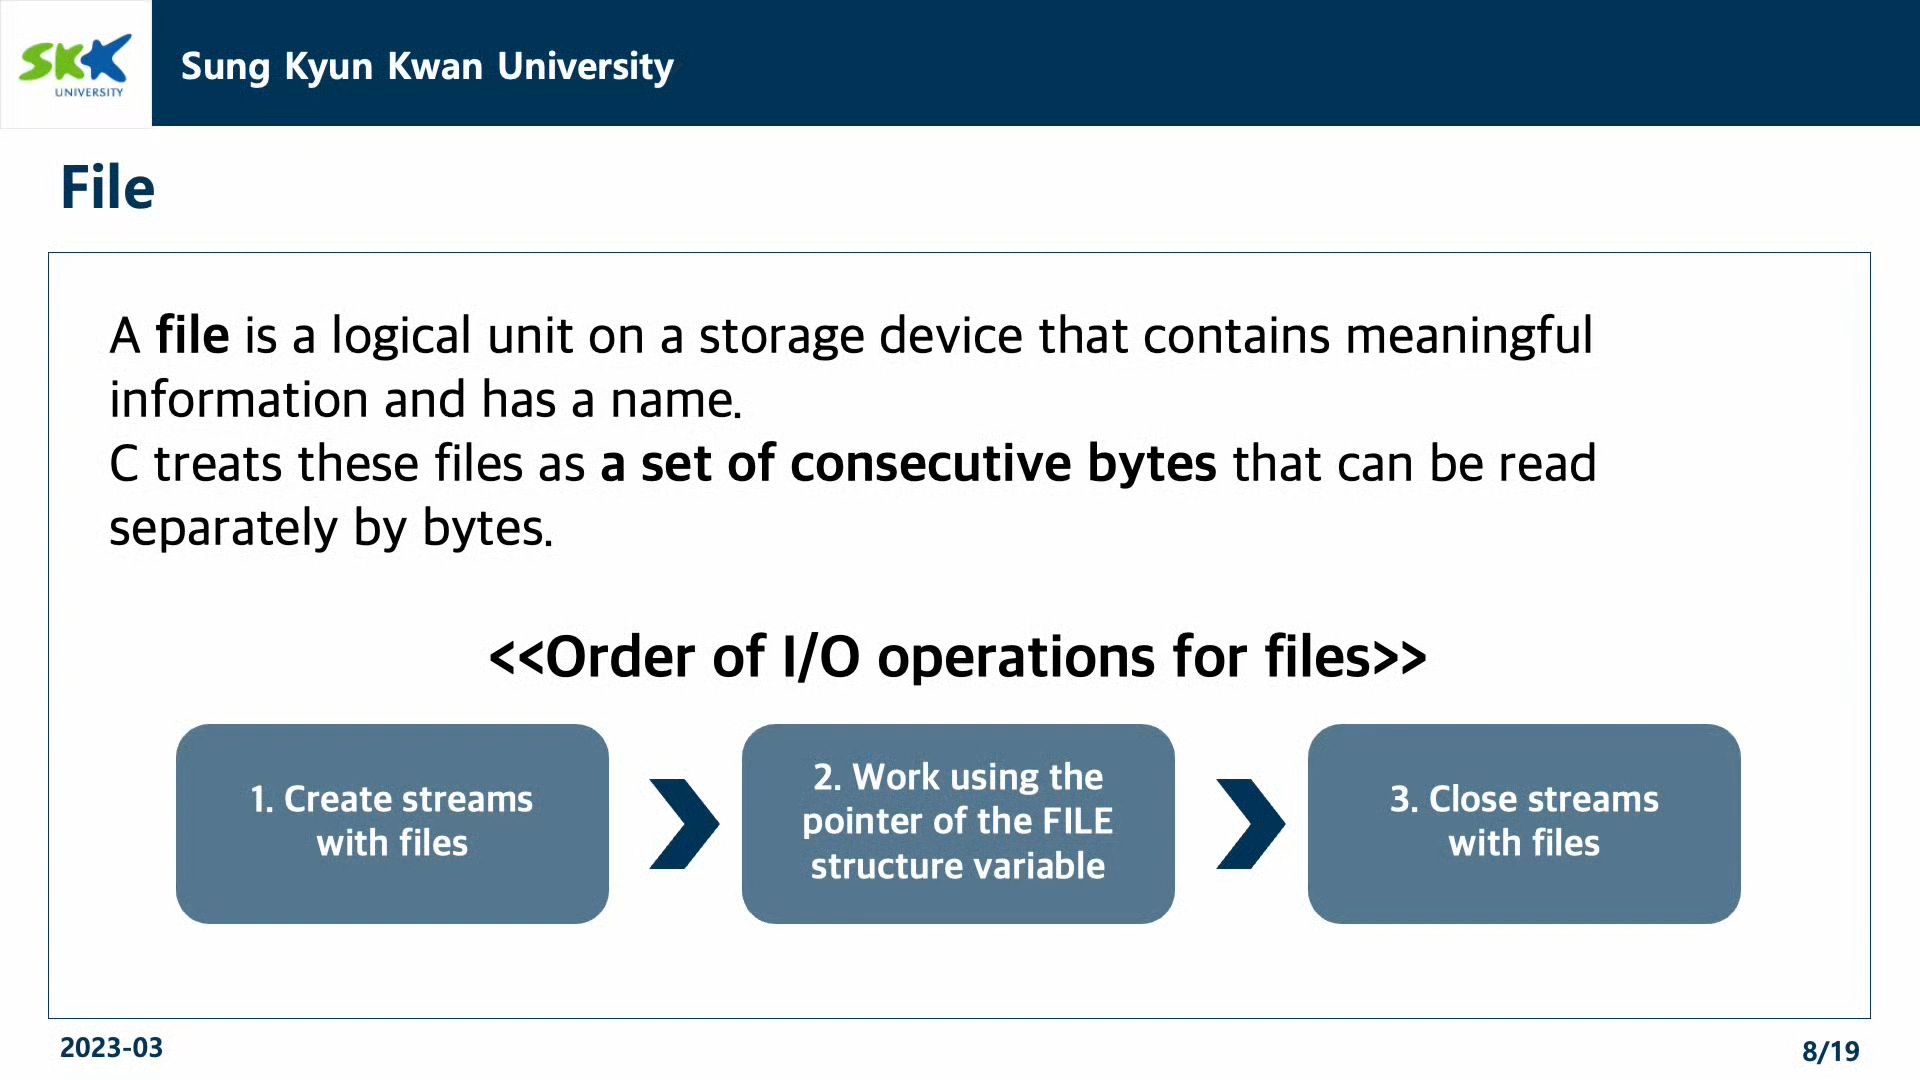 SKK
UNIVERSITY
Sung Kyun Kwan University
File
A file is a logical unit on a storage device that contains meaningful
information and has a name.
C treats these files as a set of consecutive bytes that can be read
separately by bytes.
<<Order of I/O operations for files>>
1. Create streams
with files
2. Work using the
pointer of the FILE
structure variable
3. Close streams
with files
2023-03
8/19